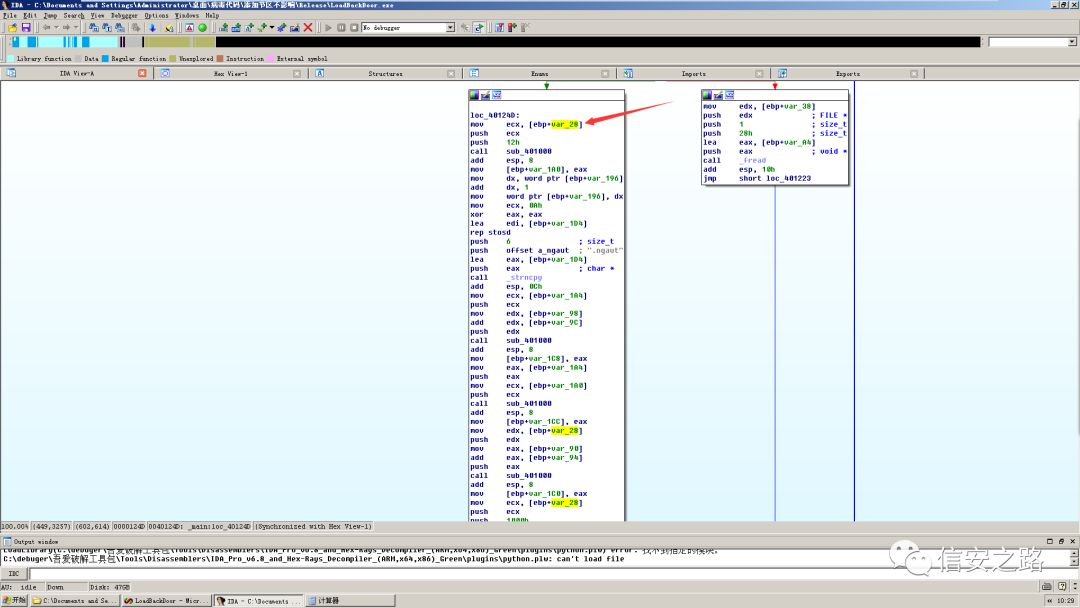 IDA - C:\Documents and Settings\Administrator\桌面\病毒代码\添加节区不影响\Release\LoadBackDoor.exe
File Edit Jump Search View Debugger Options Windows Help
No debugger
Library function Data Regular function Unexplored Instruction External symbol
IDA View-A Hex View-1 Structures Enums Imports Exports
loc_40124D:
mov ecx, [ebp+var_28]
push ecx
push 12h
call sub_401000
add esp, 8
mov [ebp+var_1A0], eax
mov dx, word ptr [ebp+var_196]
add dx, 1
mov word ptr [ebp+var_196], dx
mov ecx, 0Ah
xor eax, eax
lea edi, [ebp+var_1D4]
rep stosd
push 6 ; size_t
push offset a_ngaut ; ".ngaut"
lea eax, [ebp+var_1D4]
push eax ; char *
call _strncpy
add esp, 0Ch
mov ecx, [ebp+var_1A4]
push ecx
mov edx, [ebp+var_98]
add edx, [ebp+var_9C]
push edx
call sub_401000
add esp, 8
mov [ebp+var_1C8], eax
mov eax, [ebp+var_1A4]
push eax
mov ecx, [ebp+var_1A0]
push ecx
call sub_401000
add esp, 8
mov [ebp+var_1CC], eax
mov edx, [ebp+var_28]
push edx
mov eax, [ebp+var_90]
add eax, [ebp+var_94]
push eax
call sub_401000
add esp, 8
mov [ebp+var_1C0], eax
mov ecx, [ebp+var_28]
push ecx
push 1000h
mov edx, [ebp+var_38]
push edx ; FILE *
push 1 ; size_t
push 28h ; size_t
lea eax, [ebp+var_A4]
push eax ; void *
call _fread
add esp, 10h
jmp short loc_401223
100.00% (449,3257) (602,614) 0000124D 0040124D: _main:loc_40124D (Synchronized with Hex View-1)
Output window
LoadLibrary(C:\debuger\吾爱破解工具包\Tools\Disassemblers\IDA_Pro_v6.8_and_Hex-Rays_Decompiler_(ARM,x64,x86)_Green\plugins\python.plw) error: 找不到指定的模块。
C:\debuger\吾爱破解工具包\Tools\Disassemblers\IDA_Pro_v6.8_and_Hex-Rays_Decompiler_(ARM,x64,x86)_Green\plugins\python.plw: can't load file
IDC
AU: idle Down Disk: 47GB
开始 C:\Documents and Se... LoadBackDoor - Micr... IDA - C:\Documents ... 计算器 10:29
信安之路